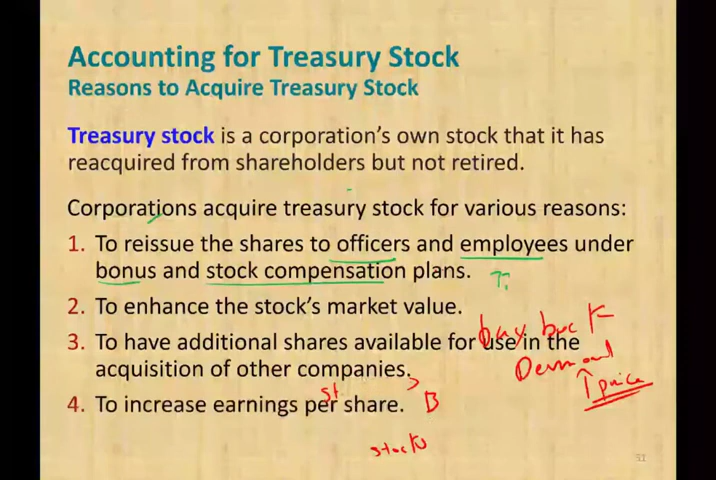 Accounting for Treasury Stock
Reasons to Acquire Treasury Stock
Treasury stock is a corporation's own stock that it has
reacquired from shareholders but not retired.
Corporations acquire treasury stock for various reasons:
1. To reissue the shares to officers and employees under
bonus and stock compensation plans.
2. To enhance the stock's market value.
buy back
3. To have additional shares available for use in the
Demand
acquisition of other companies.
↑ price
st
4. To increase earnings per share.
B
stocks